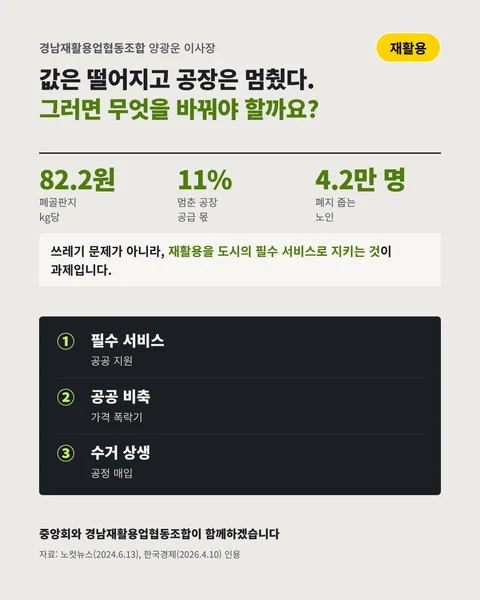 경남재활용업협동조합 양광운 이사장
재활용
값은 떨어지고 공장은 멈췄다.
그러면 무엇을 바꿔야 할까요?
82.2원
폐골판지
kg당
11%
멈춘 공장
공급 몫
4.2만 명
폐지 줍는
노인
쓰레기 문제가 아니라, 재활용을 도시의 필수 서비스로 지키는 것이
과제입니다.
① 필수 서비스
공공 지원
② 공공 비축
가격 폭락기
③ 수거 상생
공정 매입
중앙회와 경남재활용업협동조합이 함께하겠습니다
자료: 노컷뉴스(2024.6.13), 한국경제(2026.4.10) 인용